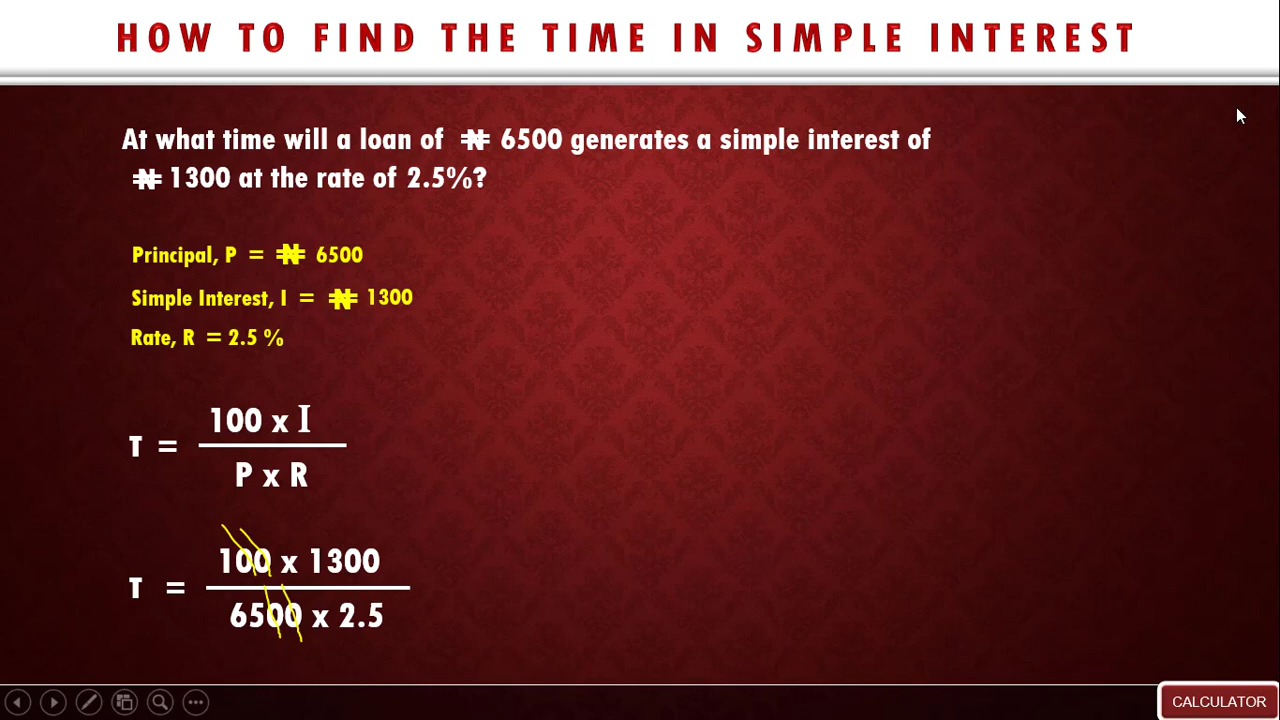 HOW TO FIND THE TIME IN SIMPLE INTEREST
At what time will a loan of ₦ 6500 generates a simple interest of
₦ 1300 at the rate of 2.5%?
Principal, P = ₦ 6500
Simple Interest, I = ₦ 1300
Rate, R = 2.5 %
100 x I
T =
P x R
100 x 1300
T =
6500 x 2.5
CALCULATOR